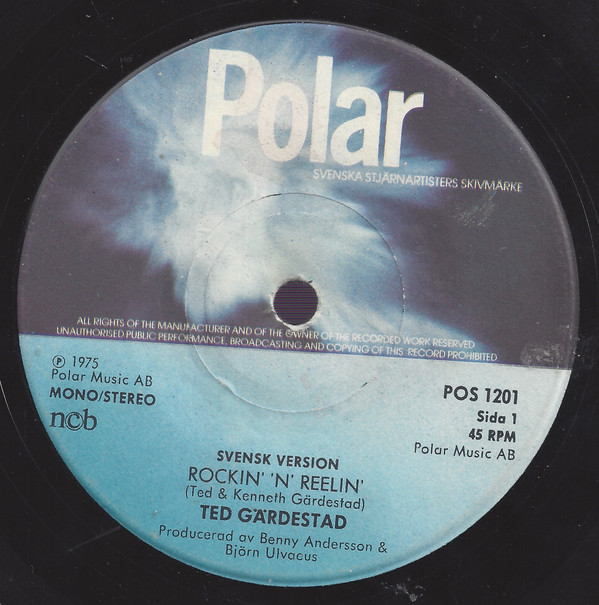 Polar
SVENSKA STJÄRNARTISTERS SKIVMÄRKE
ALL RIGHTS OF THE MANUFACTURER AND OF THE OWNER OF THE RECORDED WORK RESERVED
UNAUTHORISED PUBLIC PERFORMANCE, BROADCASTING AND COPYING OF THIS RECORD PROHIBITED
Ⓟ 1975
Polar Music AB
MONO/STEREO
ncb
POS 1201
Sida 1
45 RPM
Polar Music AB
SVENSK VERSION
ROCKIN' 'N' REELIN'
(Ted & Kenneth Gärdestad)
TED GÄRDESTAD
Producerad av Benny Andersson &
Björn Ulvaeus